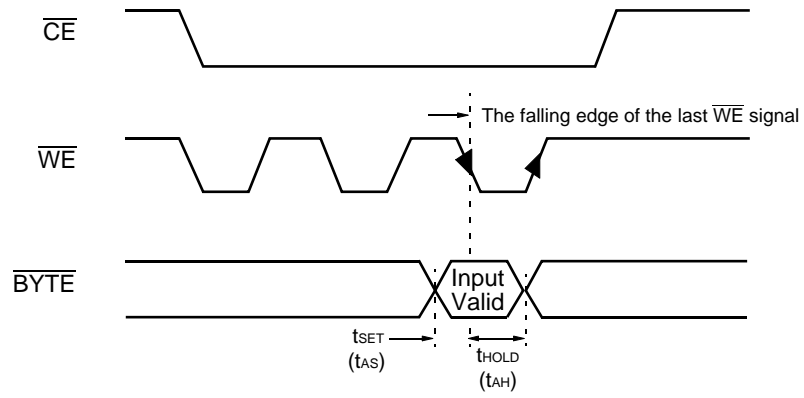 CE
The falling edge of the last WE signal
WE
BYTE
Input
Valid
tSET
(tAS)
tHOLD
(tAH)